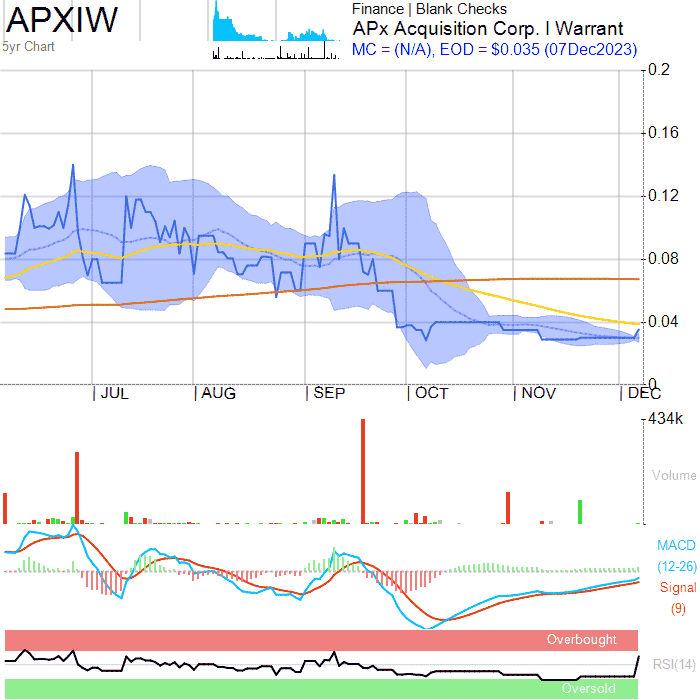 APXIW
5yr Chart
Finance | Blank Checks
APx Acquisition Corp. I Warrant
MC = (N/A), EOD = $0.035 (07Dec2023)
0.2
0.16
0.12
0.08
0.04
0
JUL AUG SEP OCT NOV DEC
434k
Volume
MACD
(12-26)
Signal
(9)
Overbought
RSI(14)
Oversold